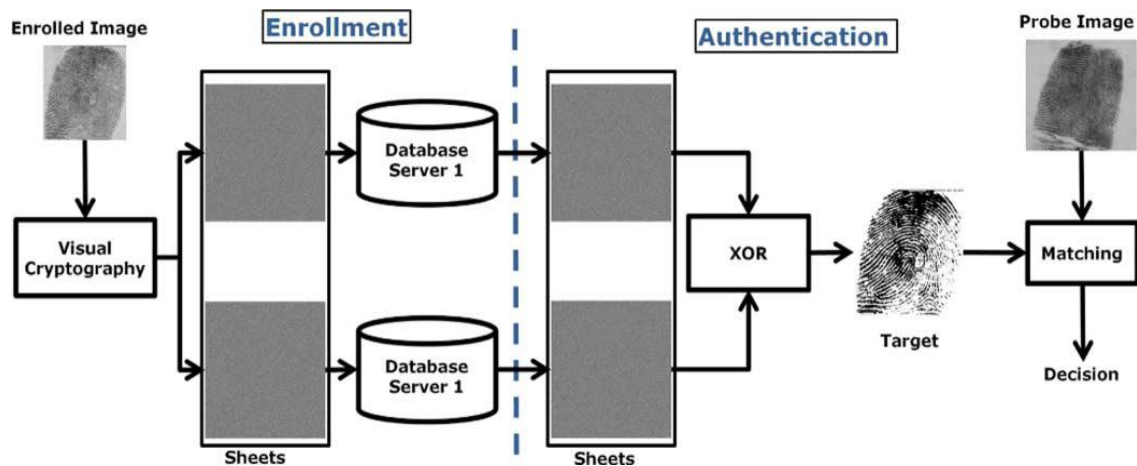 Enrolled Image
Enrollment
Authentication
Probe Image
Database
Server 1
Visual
Cryptography
XOR
Matching
Target
Database
Server 1
Decision
Sheets
Sheets